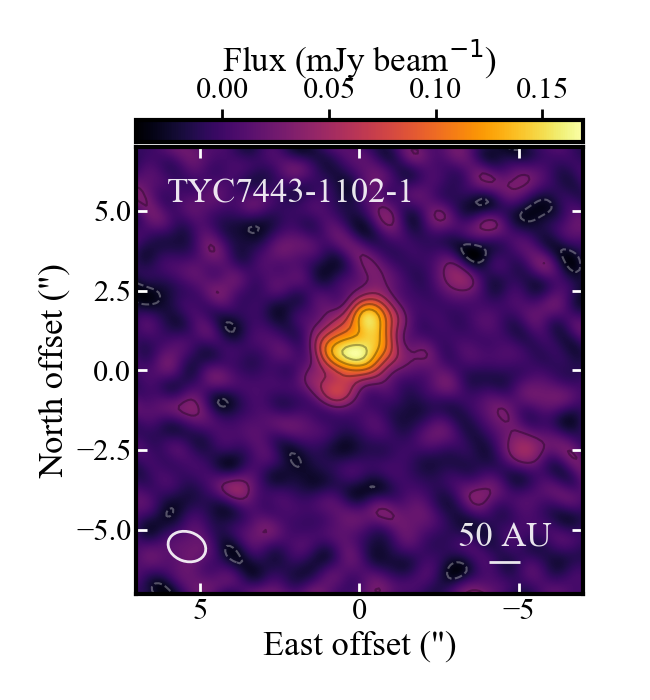 Flux (mJy beam⁻¹)
0.00 0.05 0.10 0.15
TYC7443-1102-1
5.0
2.5
0.0
−2.5
−5.0
North offset (")
50 AU
5 0 −5
East offset (")